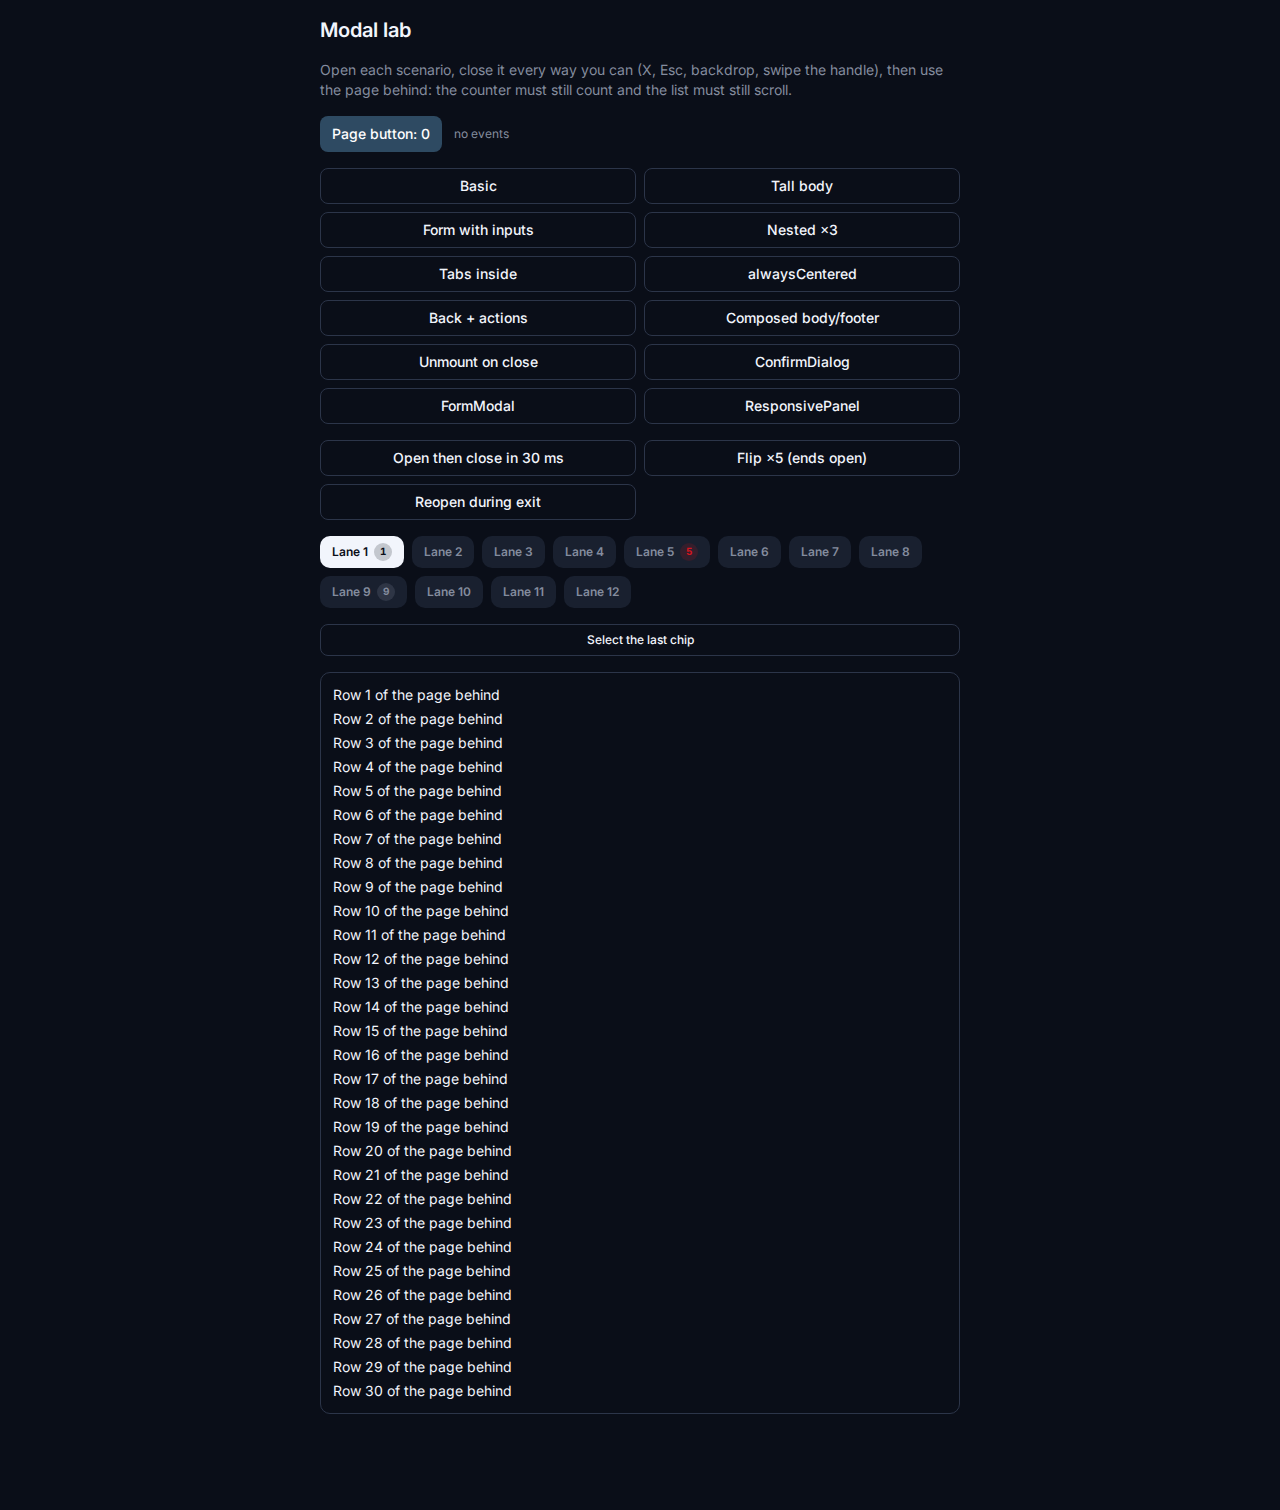 Modal lab
Open each scenario, close it every way you can (X, Esc, backdrop, swipe the handle), then use
the page behind: the counter must still count and the list must still scroll.
Page button: 0 no events
Basic Tall body
Form with inputs Nested ×3
Tabs inside alwaysCentered
Back + actions Composed body/footer
Unmount on close ConfirmDialog
FormModal ResponsivePanel
Open then close in 30 ms Flip ×5 (ends open)
Reopen during exit
Lane 1 1 Lane 2 Lane 3 Lane 4 Lane 5 5 Lane 6 Lane 7 Lane 8
Lane 9 9 Lane 10 Lane 11 Lane 12
Select the last chip
Row 1 of the page behind
Row 2 of the page behind
Row 3 of the page behind
Row 4 of the page behind
Row 5 of the page behind
Row 6 of the page behind
Row 7 of the page behind
Row 8 of the page behind
Row 9 of the page behind
Row 10 of the page behind
Row 11 of the page behind
Row 12 of the page behind
Row 13 of the page behind
Row 14 of the page behind
Row 15 of the page behind
Row 16 of the page behind
Row 17 of the page behind
Row 18 of the page behind
Row 19 of the page behind
Row 20 of the page behind
Row 21 of the page behind
Row 22 of the page behind
Row 23 of the page behind
Row 24 of the page behind
Row 25 of the page behind
Row 26 of the page behind
Row 27 of the page behind
Row 28 of the page behind
Row 29 of the page behind
Row 30 of the page behind